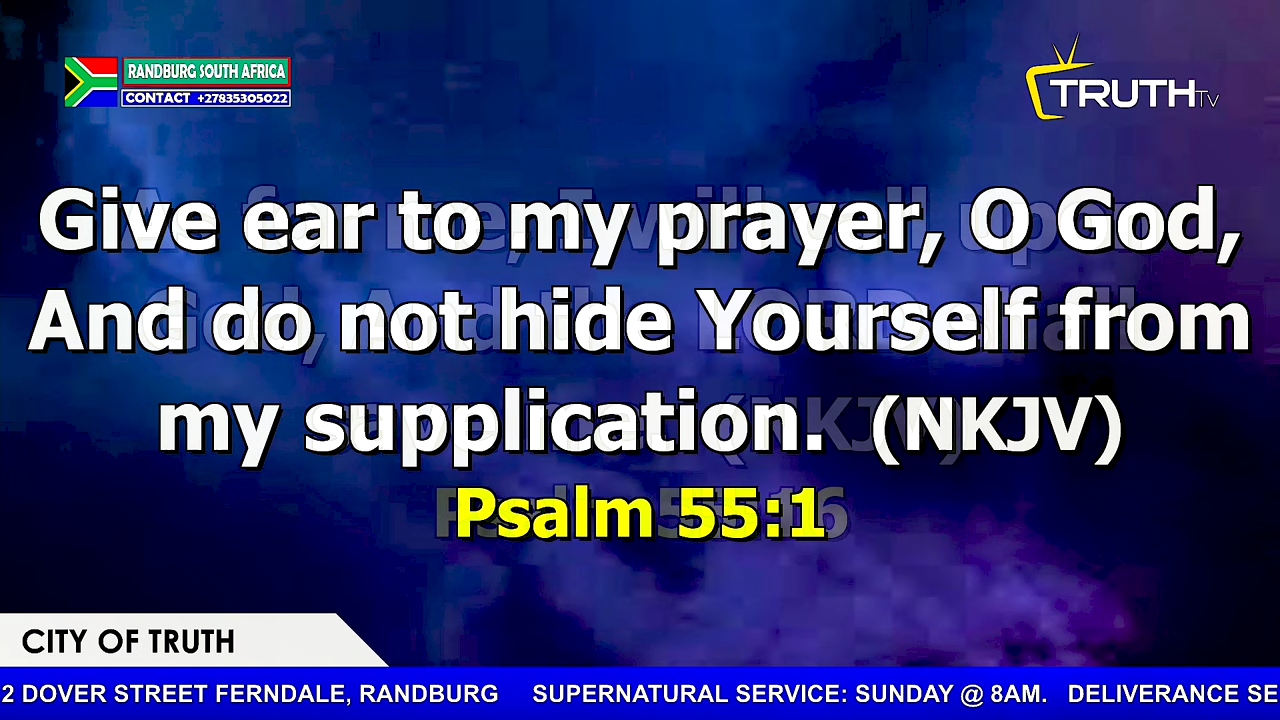 RANDBURG SOUTH AFRICA
CONTACT +27835305022
TRUTH TV
Give ear to my prayer, O God,
And do not hide Yourself from
my supplication. (NKJV)
Psalm 55:1
CITY OF TRUTH
2 DOVER STREET FERNDALE, RANDBURG SUPERNATURAL SERVICE: SUNDAY @ 8AM. DELIVERANCE SE